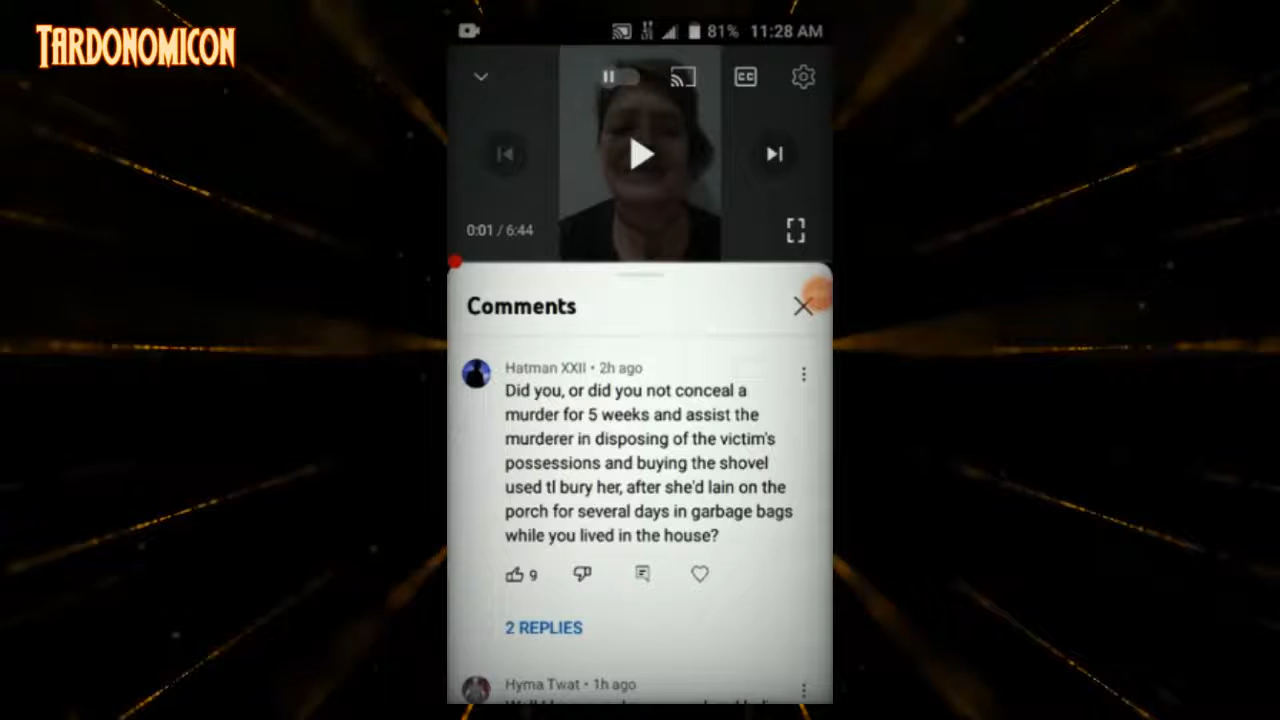 TARDONOMICON
81% 11:28 AM
CC
0:01 / 6:44
Comments
Hatman XXII • 2h ago
Did you, or did you not conceal a
murder for 5 weeks and assist the
murderer in disposing of the victim's
possessions and buying the shovel
used tl bury her, after she'd lain on the
porch for several days in garbage bags
while you lived in the house?
9
2 REPLIES
Hyma Twat • 1h ago